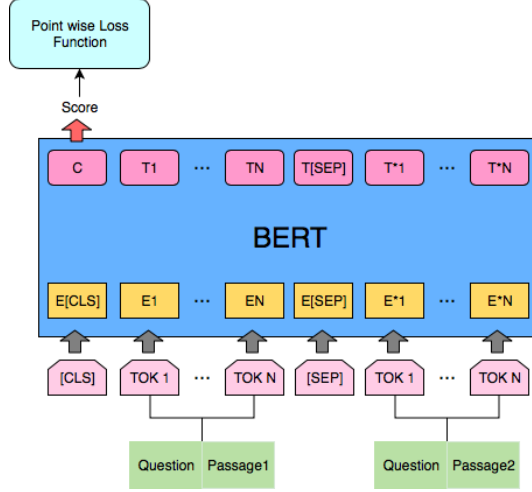 Point wise Loss
Function
Score
C T1 ... TN T[SEP] T*1 ... T*N
BERT
E[CLS] E1 ... EN E[SEP] E*1 ... E*N
[CLS] TOK 1 ... TOK N [SEP] TOK 1 ... TOK N
Question Passage1 Question Passage2